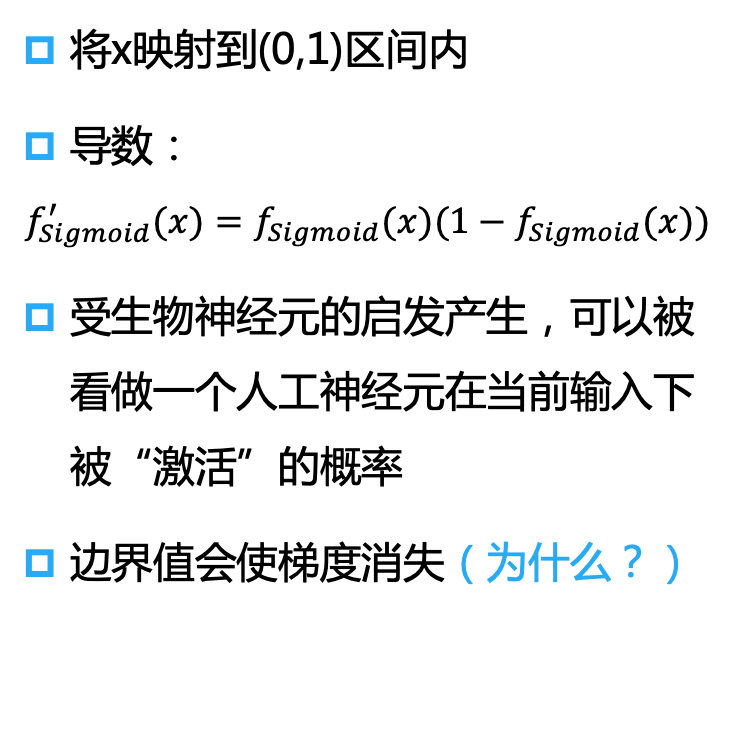 将x映射到(0,1)区间内
导数：
f′Sigmoid(x) = fSigmoid(x)(1 − fSigmoid(x))
受生物神经元的启发产生，可以被
看做一个人工神经元在当前输入下
被“激活”的概率
边界值会使梯度消失（为什么？）